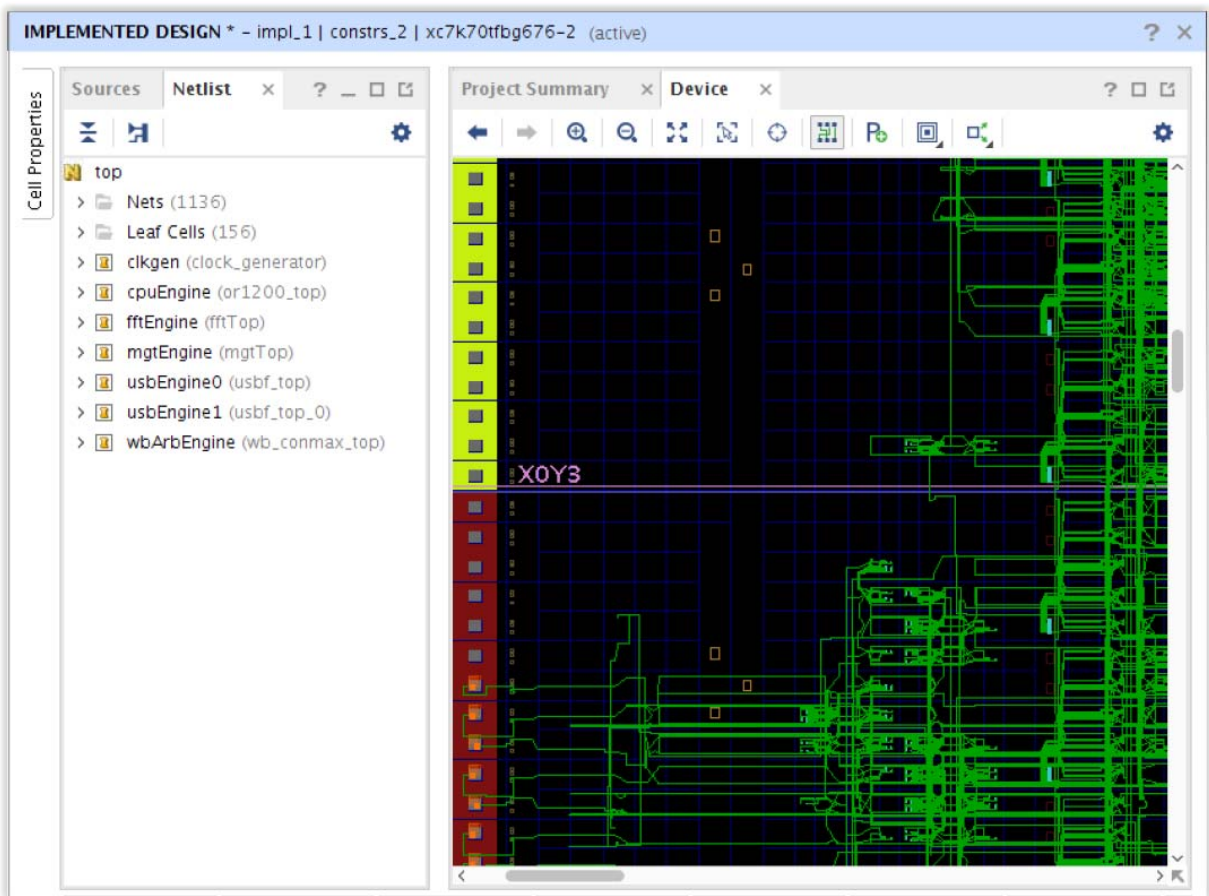 IMPLEMENTED DESIGN * - impl_1 | constrs_2 | xc7k70tfbg676-2 (active)
Cell Properties
Sources Netlist
top
Nets (1136)
Leaf Cells (156)
clkgen (clock_generator)
cpuEngine (or1200_top)
fftEngine (fftTop)
mgtEngine (mgtTop)
usbEngine0 (usbf_top)
usbEngine1 (usbf_top_0)
wbArbEngine (wb_conmax_top)
Project Summary Device
X0Y3